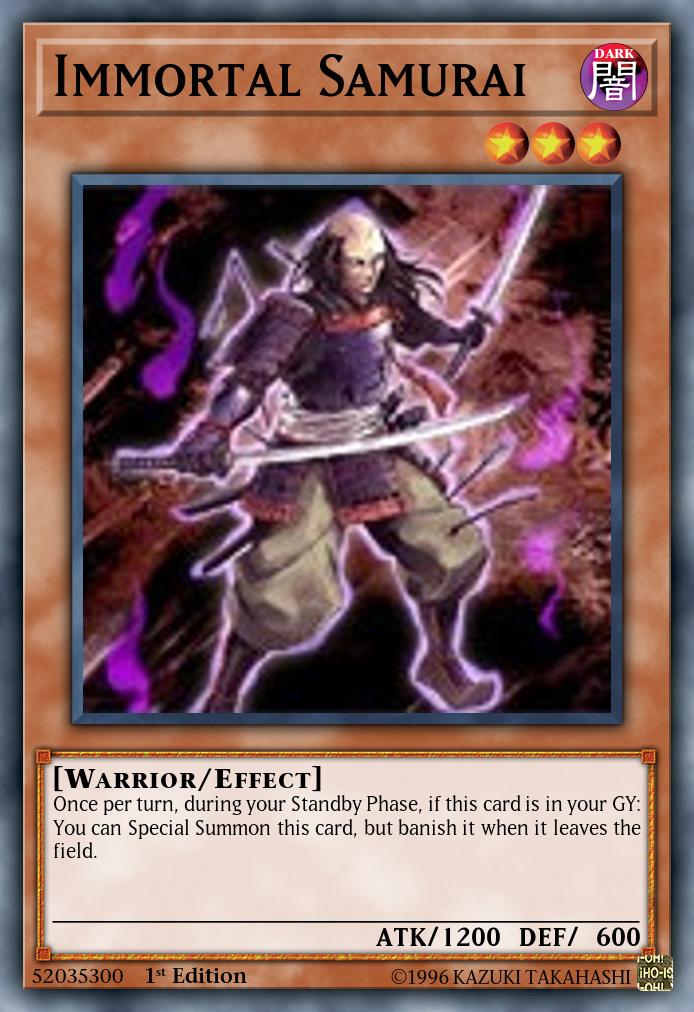 IMMORTAL SAMURAI
DARK
闇
[WARRIOR/EFFECT]
Once per turn, during your Standby Phase, if this card is in your GY:
You can Special Summon this card, but banish it when it leaves the
field.
ATK/1200 DEF/ 600
52035300 1st Edition ©1996 KAZUKI TAKAHASHI